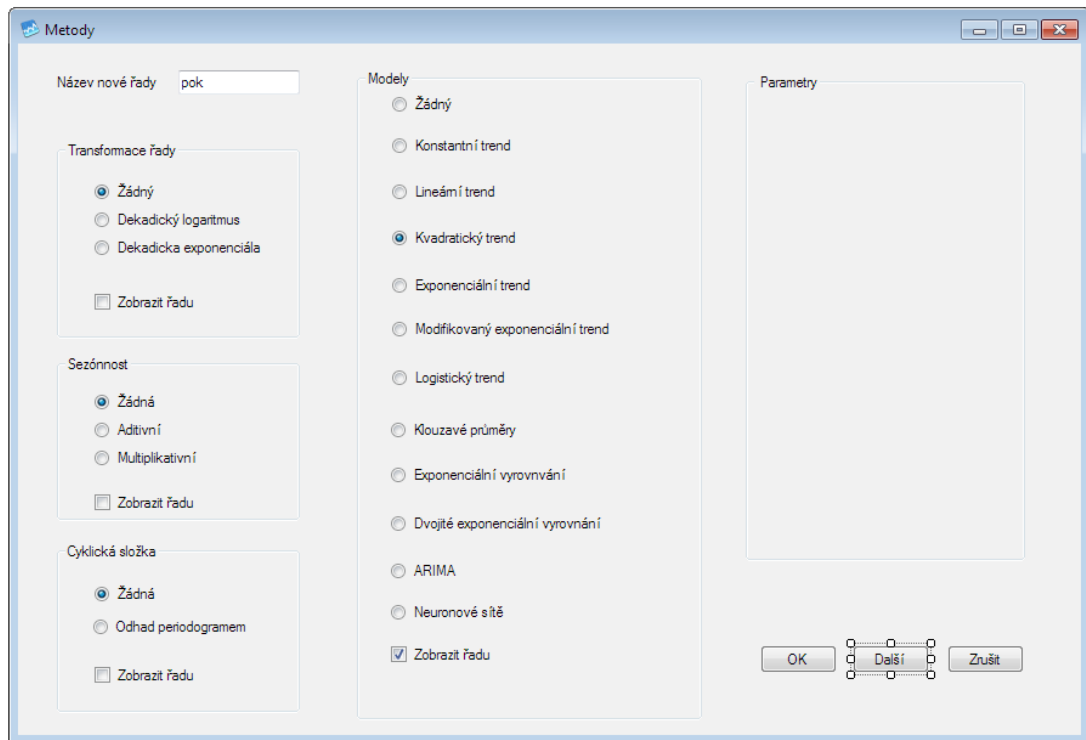 Metody
Název nové řady
pok
Transformace řady
Žádný
Dekadický logaritmus
Dekadicka exponenciála
Zobrazit řadu
Sezónnost
Žádná
Aditivní
Multiplikativní
Zobrazit řadu
Cyklická složka
Žádná
Odhad periodogramem
Zobrazit řadu
Modely
Žádný
Konstantní trend
Lineární trend
Kvadratický trend
Exponenciální trend
Modifikovaný exponenciální trend
Logistický trend
Klouzavé průměry
Exponenciální vyrovnvání
Dvojité exponenciální vyrovnání
ARIMA
Neuronové sítě
Zobrazit řadu
Parametry
OK
Další
Zrušit